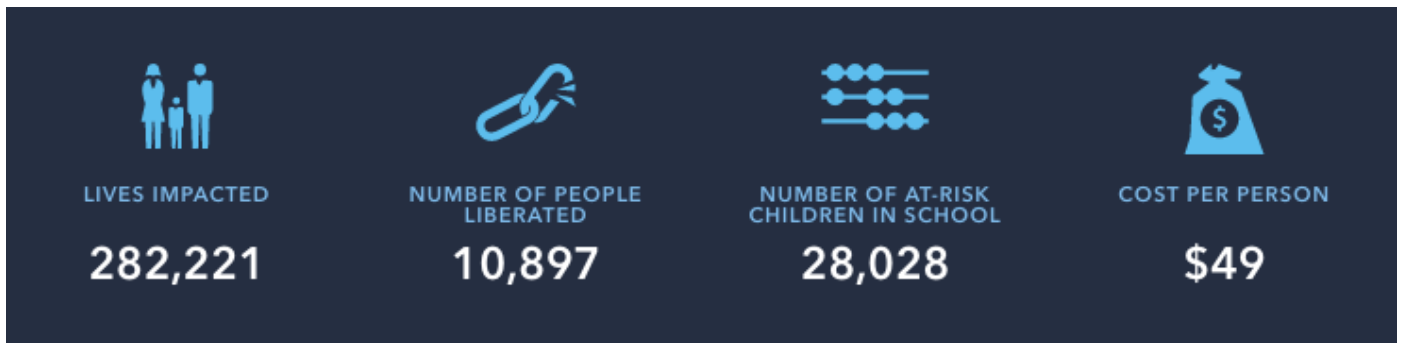 $
LIVES IMPACTED
282,221
NUMBER OF PEOPLE
LIBERATED
10,897
NUMBER OF AT-RISK
CHILDREN IN SCHOOL
28,028
COST PER PERSON
$49